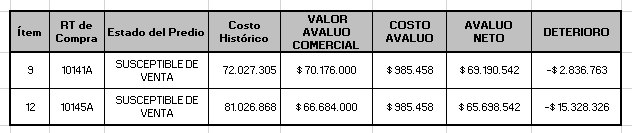 Ítem RT de Compra Estado del Predio Costo Histórico VALOR AVALUO COMERCIAL COSTO AVALUO AVALUO NETO DETERIORO
9 10141A SUSCEPTIBLE DE VENTA 72.027.305 $ 70.176.000 $ 985.458 $ 69.190.542 -$ 2.836.763
12 10145A SUSCEPTIBLE DE VENTA 81.026.868 $ 66.684.000 $ 985.458 $ 65.698.542 -$ 15.328.326